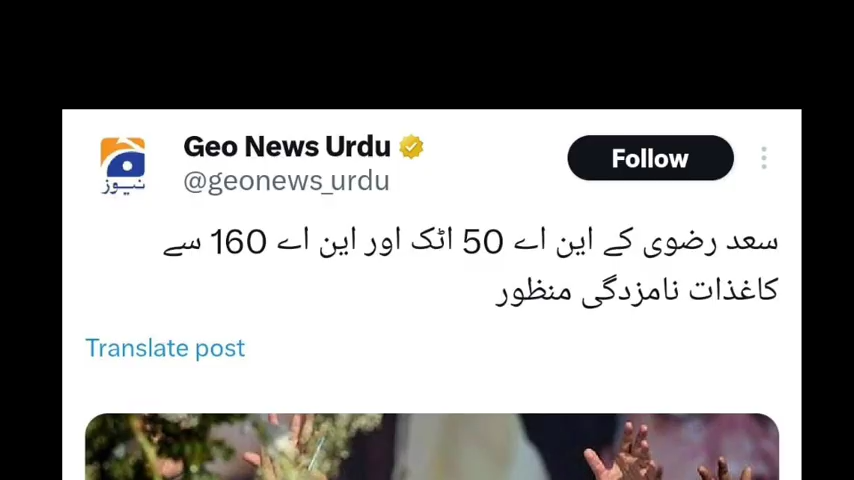 Geo News Urdu
Follow
نیوز
@geonews_urdu
سعد رضوی کے این اے 50 اٹک اور این اے 160 سے
کاغذات نامزدگی منظور
Translate post